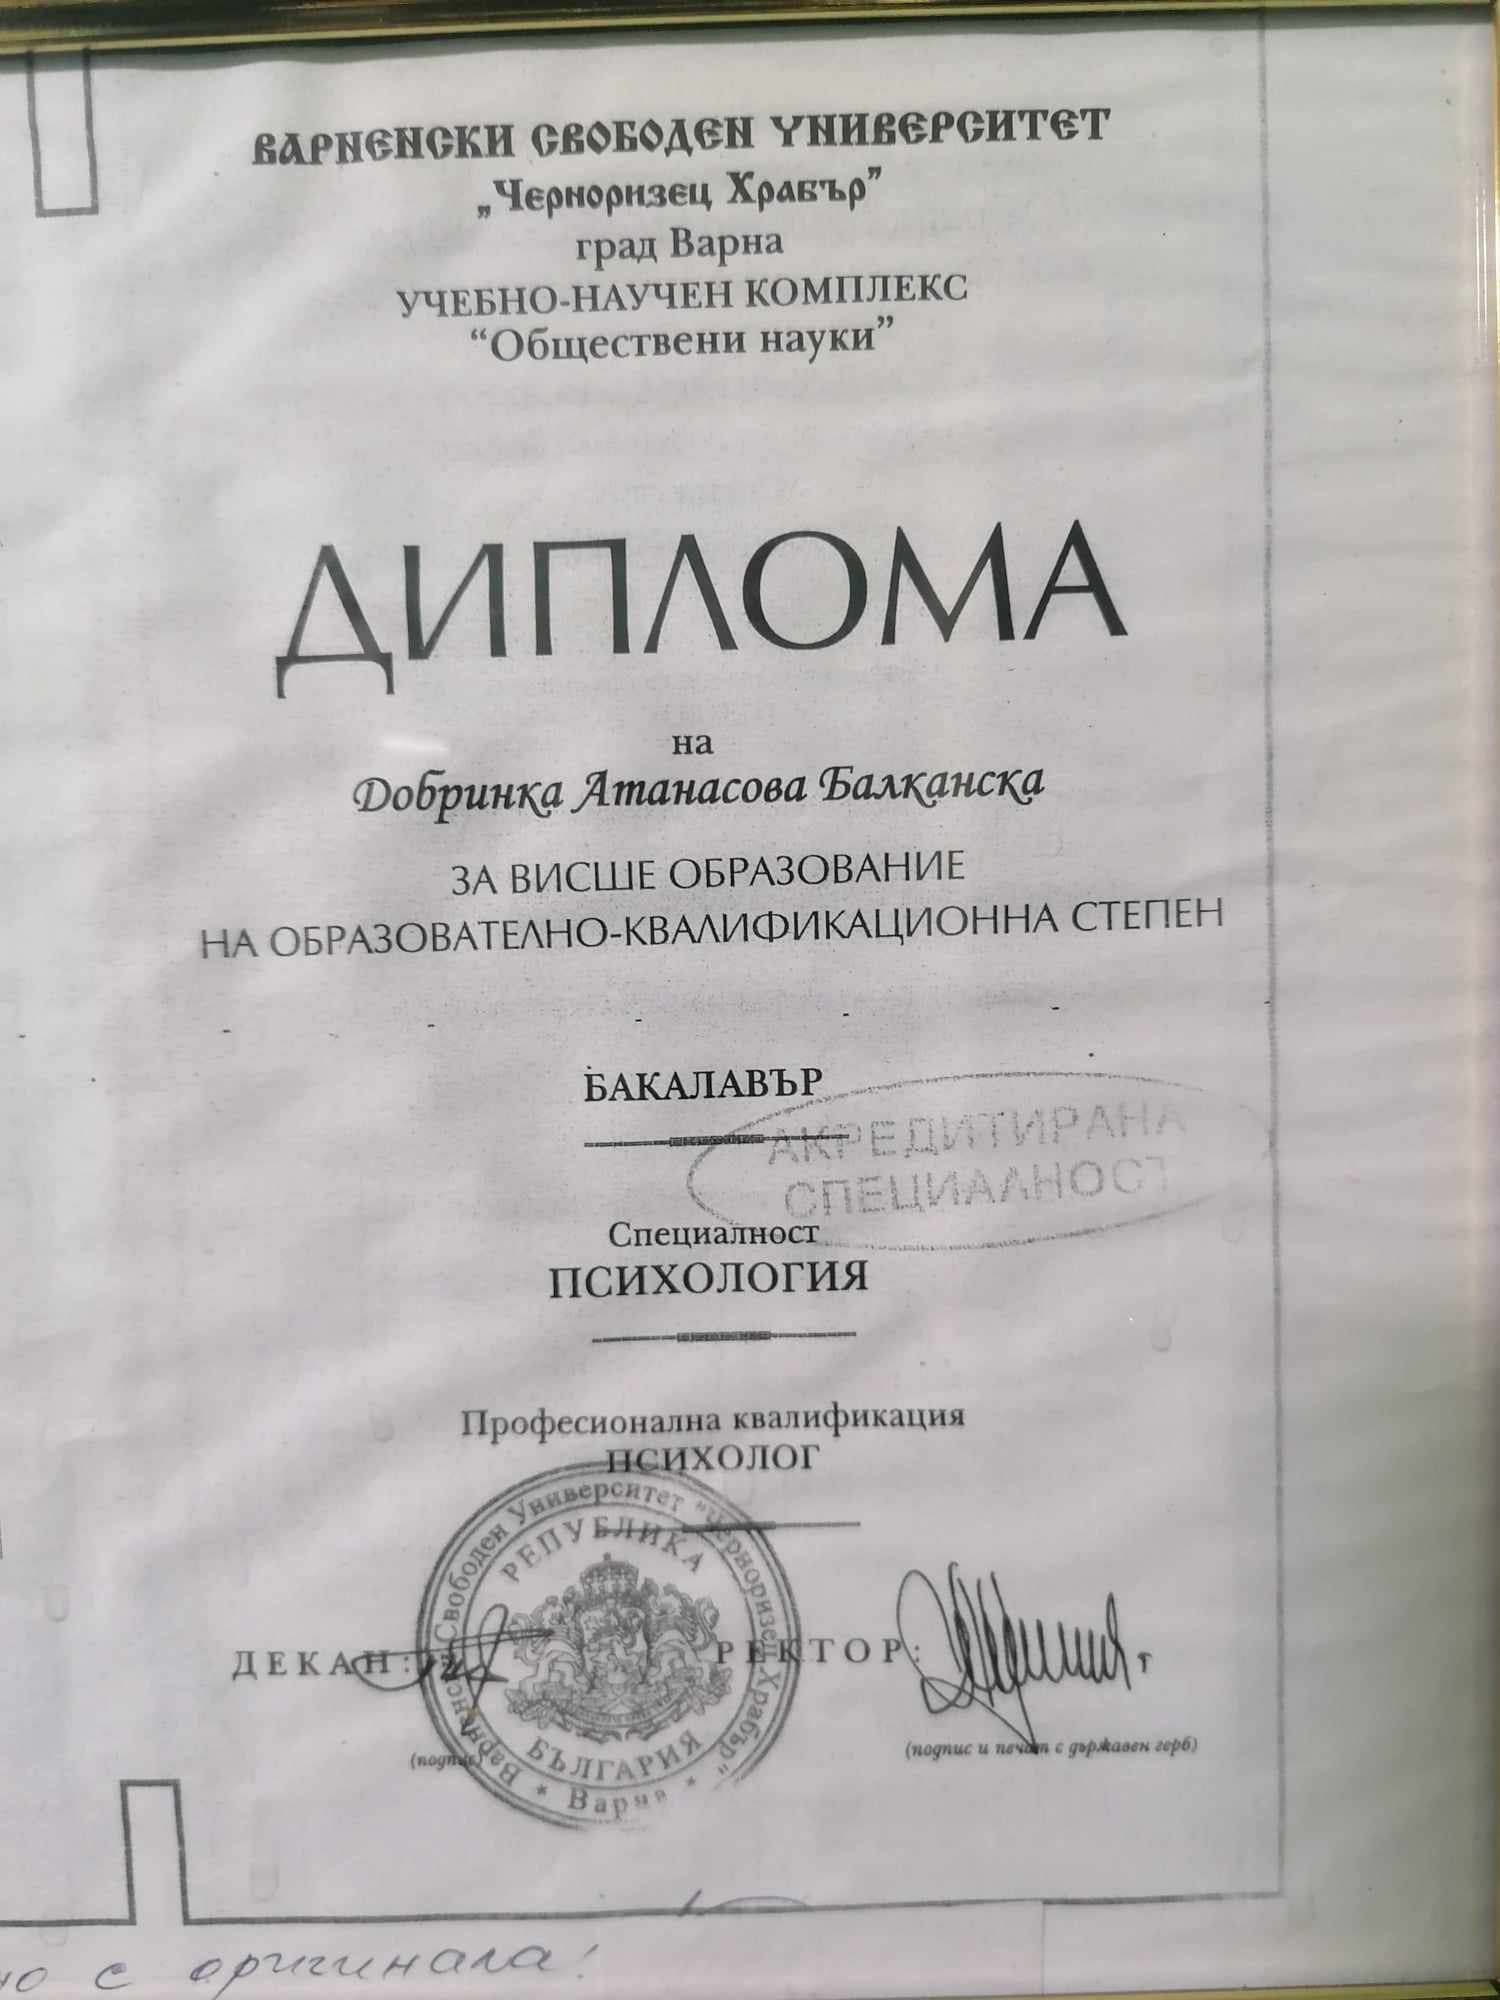 ВАРНЕНСКИ СВОБОДЕН УНИВЕРСИТЕТ
„Черноризец Храбър”
град Варна
УЧЕБНО-НАУЧЕН КОМПЛЕКС
“Обществени науки”
ДИПЛОМА
на
Добринка Атанасова Балканска
ЗА ВИСШЕ ОБРАЗОВАНИЕ
НА ОБРАЗОВАТЕЛНО-КВАЛИФИКАЦИОННА СТЕПЕН
БАКАЛАВЪР
АКРЕДИТИРАНА
СПЕЦИАЛНОСТ
Специалност
ПСИХОЛОГИЯ
Професионална квалификация
ПСИХОЛОГ
Варненски Свободен Университет "Черноризец Храбър"
РЕПУБЛИКА
БЪЛГАРИЯ
* Варна *
ДЕКАН:
РЕКТОР:
(подпис)
(подпис и печат с държавен герб)
но с оригинала!